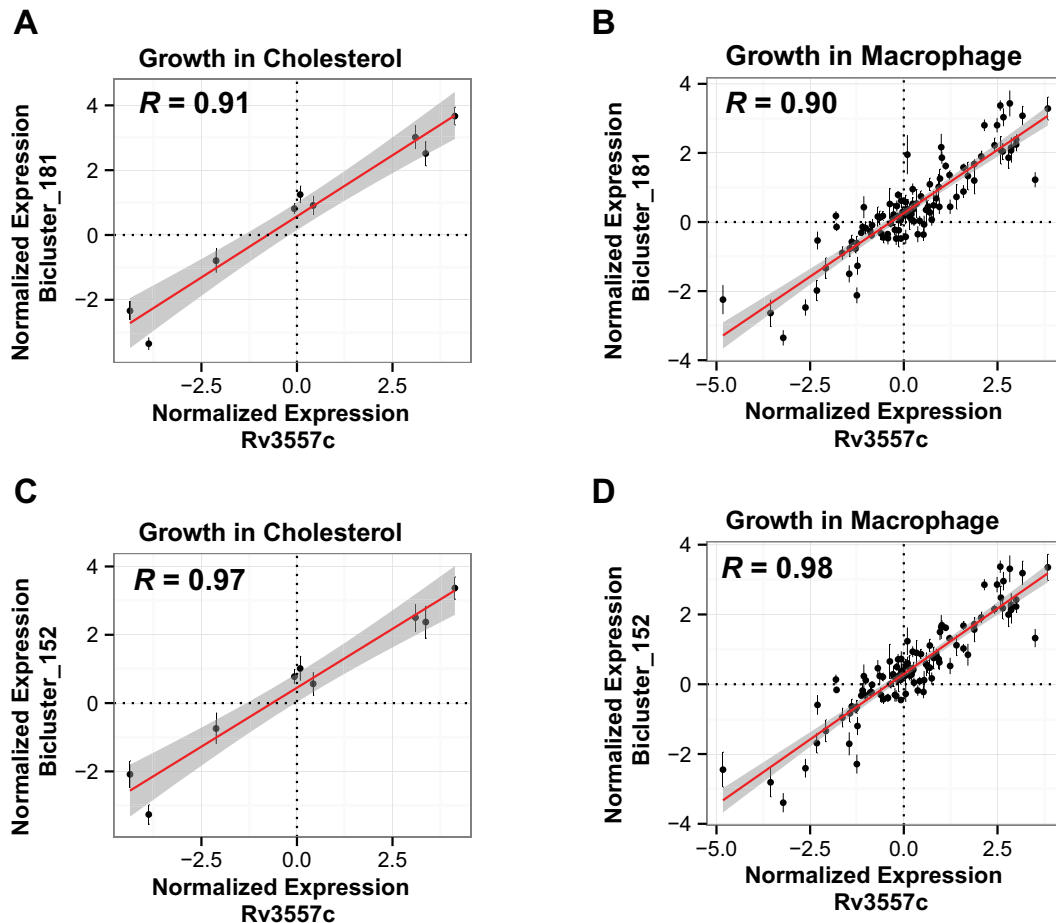 A
Growth in Cholesterol
R = 0.91
Normalized Expression
Bicluster_181
4
2
0
−2
−2.5
0.0
2.5
Normalized Expression
Rv3557c
B
Growth in Macrophage
R = 0.90
Normalized Expression
Bicluster_181
4
2
0
−2
−4
−5.0
−2.5
0.0
2.5
Normalized Expression
Rv3557c
C
Growth in Cholesterol
R = 0.97
Normalized Expression
Bicluster_152
4
2
0
−2
−2.5
0.0
2.5
Normalized Expression
Rv3557c
D
Growth in Macrophage
R = 0.98
Normalized Expression
Bicluster_152
4
2
0
−2
−4
−5.0
−2.5
0.0
2.5
Normalized Expression
Rv3557c